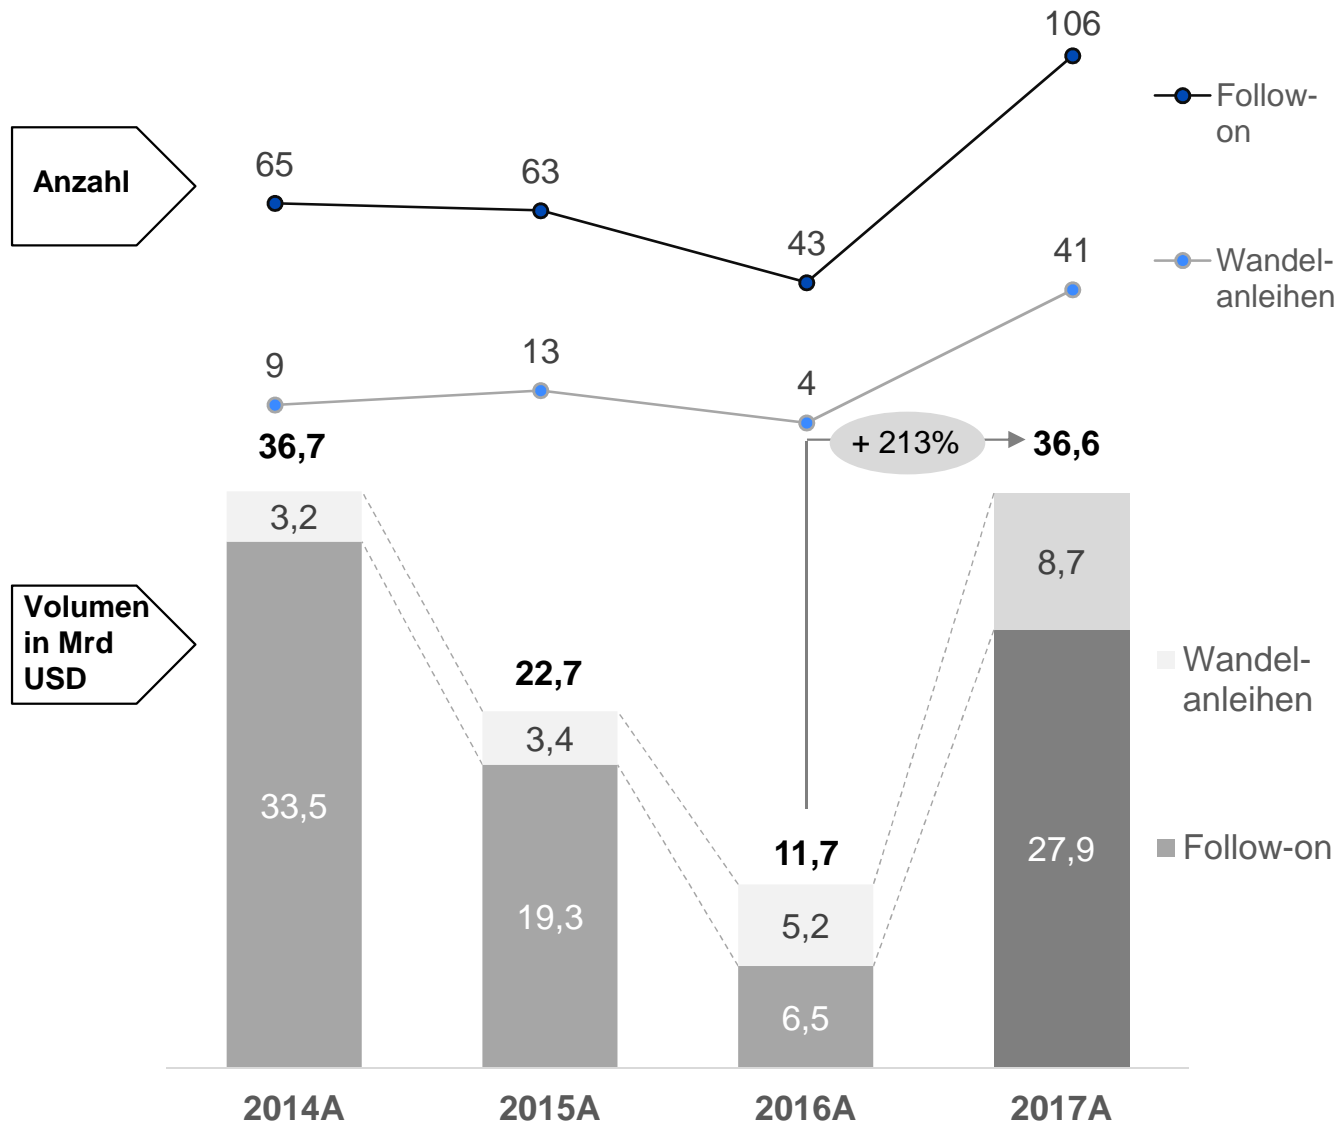 106
Follow-
on
65
63
Anzahl
43
41
Wandel-
anleihen
9
13
4
36,7
+ 213%
36,6
3,2
8,7
Volumen
in Mrd
USD
22,7
Wandel-
anleihen
3,4
33,5
11,7
27,9
Follow-on
19,3
5,2
6,5
2014A
2015A
2016A
2017A